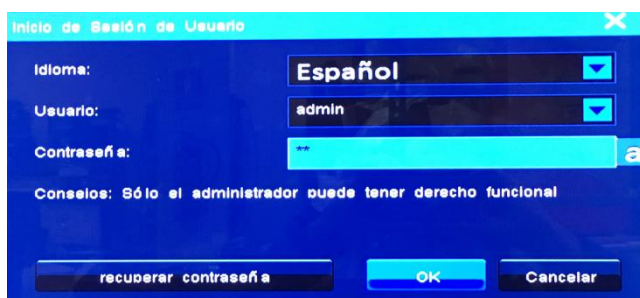 Inicio de Sesión de Usuario
Idioma: Español
Usuario: admin
Contraseña: **
a
Consejos: Sólo el administrador puede tener derecho funcional
recuperar contraseña OK Cancelar